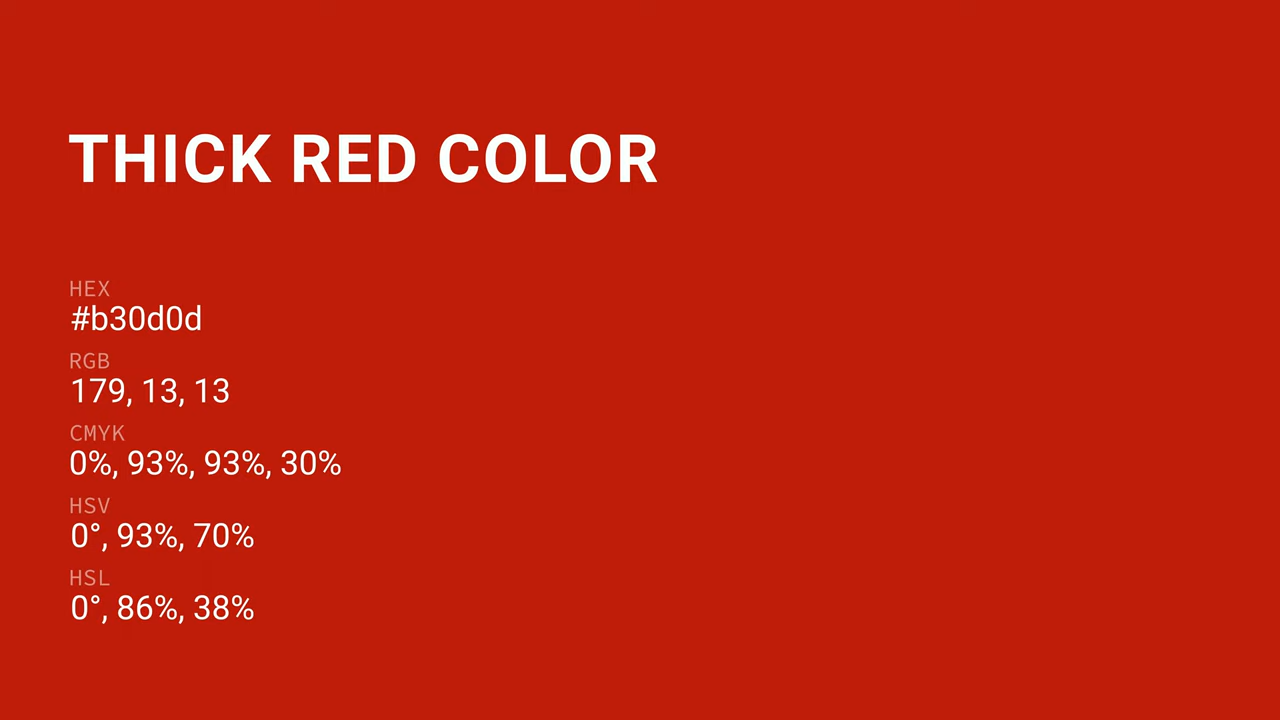 THICK RED COLOR
HEX
#b30d0d
RGB
179, 13, 13
CMYK
0%, 93%, 93%, 30%
HSV
0°, 93%, 70%
HSL
0°, 86%, 38%